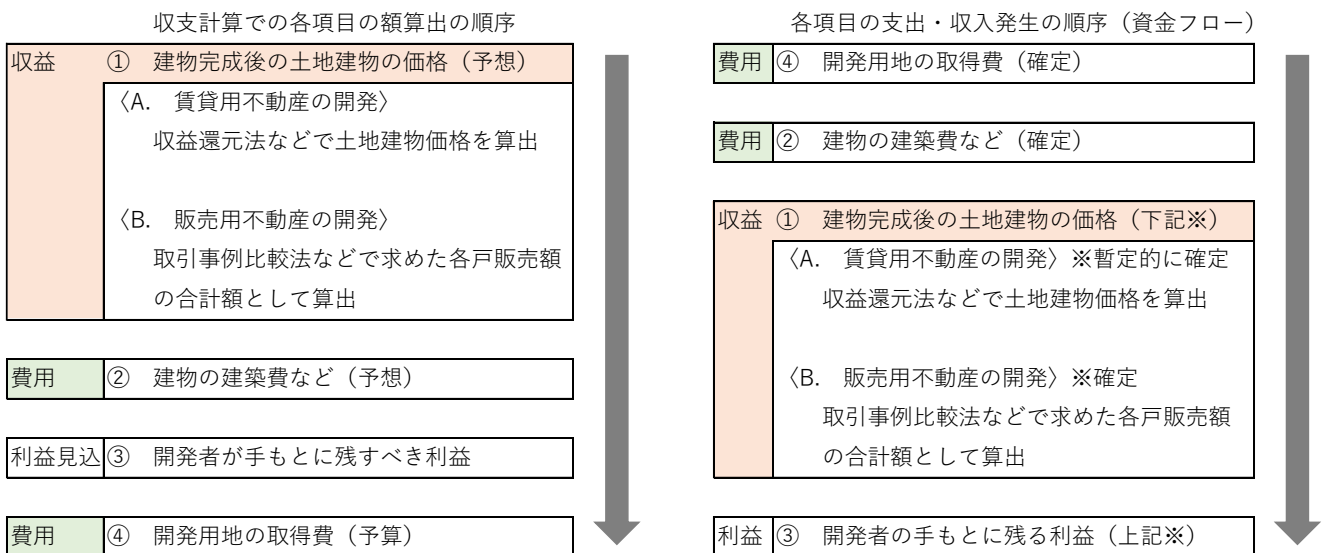 収支計算での各項目の額算出の順序
収益 ① 建物完成後の土地建物の価格（予想）
〈A. 賃貸用不動産の開発〉
収益還元法などで土地建物価格を算出
〈B. 販売用不動産の開発〉
取引事例比較法などで求めた各戸販売額
の合計額として算出
費用 ② 建物の建築費など（予想）
利益見込 ③ 開発者が手もとに残すべき利益
費用 ④ 開発用地の取得費（予算）
各項目の支出・収入発生の順序（資金フロー）
費用 ④ 開発用地の取得費（確定）
費用 ② 建物の建築費など（確定）
収益 ① 建物完成後の土地建物の価格（下記※）
〈A. 賃貸用不動産の開発〉※暫定的に確定
収益還元法などで土地建物価格を算出
〈B. 販売用不動産の開発〉※確定
取引事例比較法などで求めた各戸販売額
の合計額として算出
利益 ③ 開発者の手もとに残る利益（上記※）